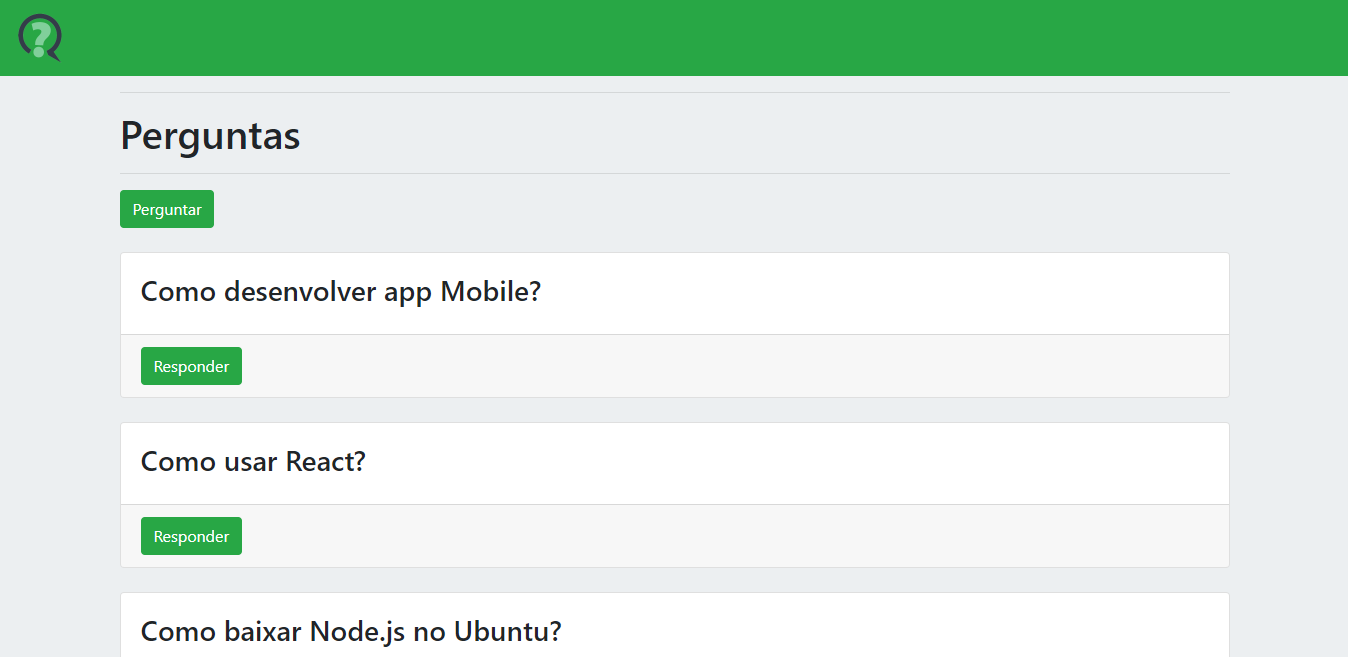 Perguntas
Perguntar
Como desenvolver app Mobile?
Responder
Como usar React?
Responder
Como baixar Node.js no Ubuntu?